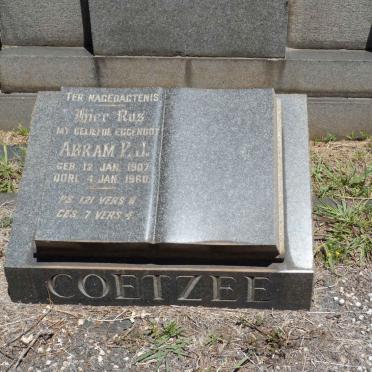 TER NAGEDAGTENIS
Hier Rus
MY GELIEFDE EGGENOOT
ABRAM P. J.
GEB. 12 JAN. 1907
OORL. 4 JAN. 1960
PS. 121 VERS 8
GES. 7 VERS 4
COETZEE